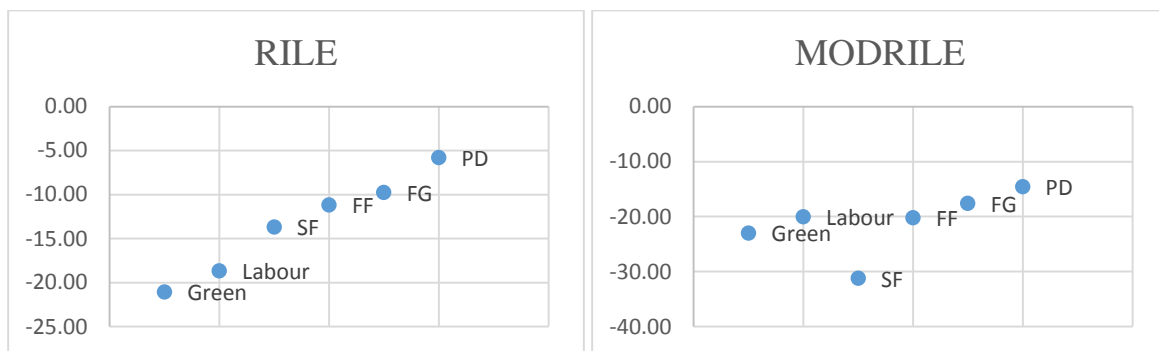 RILE
0.00
-5.00
-10.00
-15.00
-20.00
-25.00
PD
FG
FF
SF
Labour
Green
MODRILE
0.00
-10.00
-20.00
-30.00
-40.00
PD
FG
FF
Labour
Green
SF